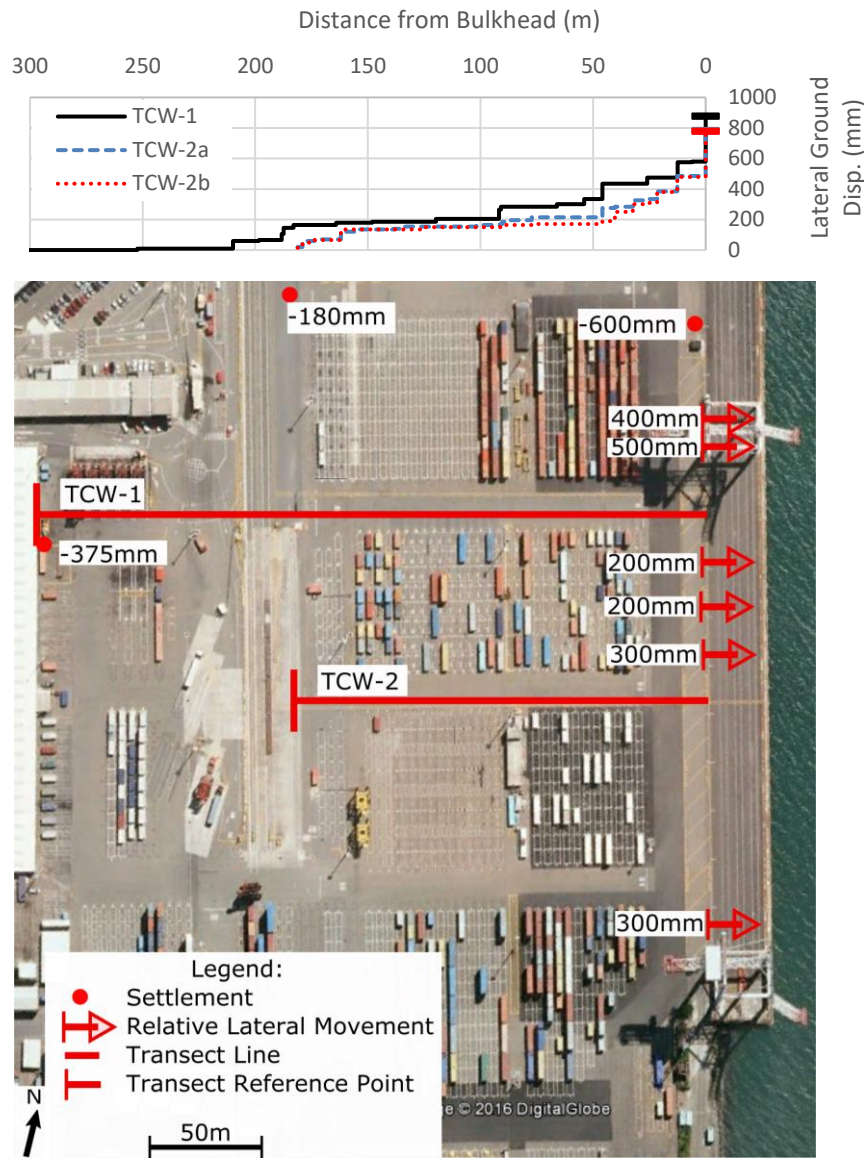 Distance from Bulkhead (m)
300 250 200 150 100 50 0
1000
800
600
400
200
0
Lateral Ground
Disp. (mm)
TCW-1
TCW-2a
TCW-2b
-180mm
-600mm
400mm
500mm
TCW-1
-375mm
200mm
200mm
300mm
TCW-2
300mm
Legend:
Settlement
Relative Lateral Movement
Transect Line
Transect Reference Point
N
50m
e © 2016 DigitalGlobe